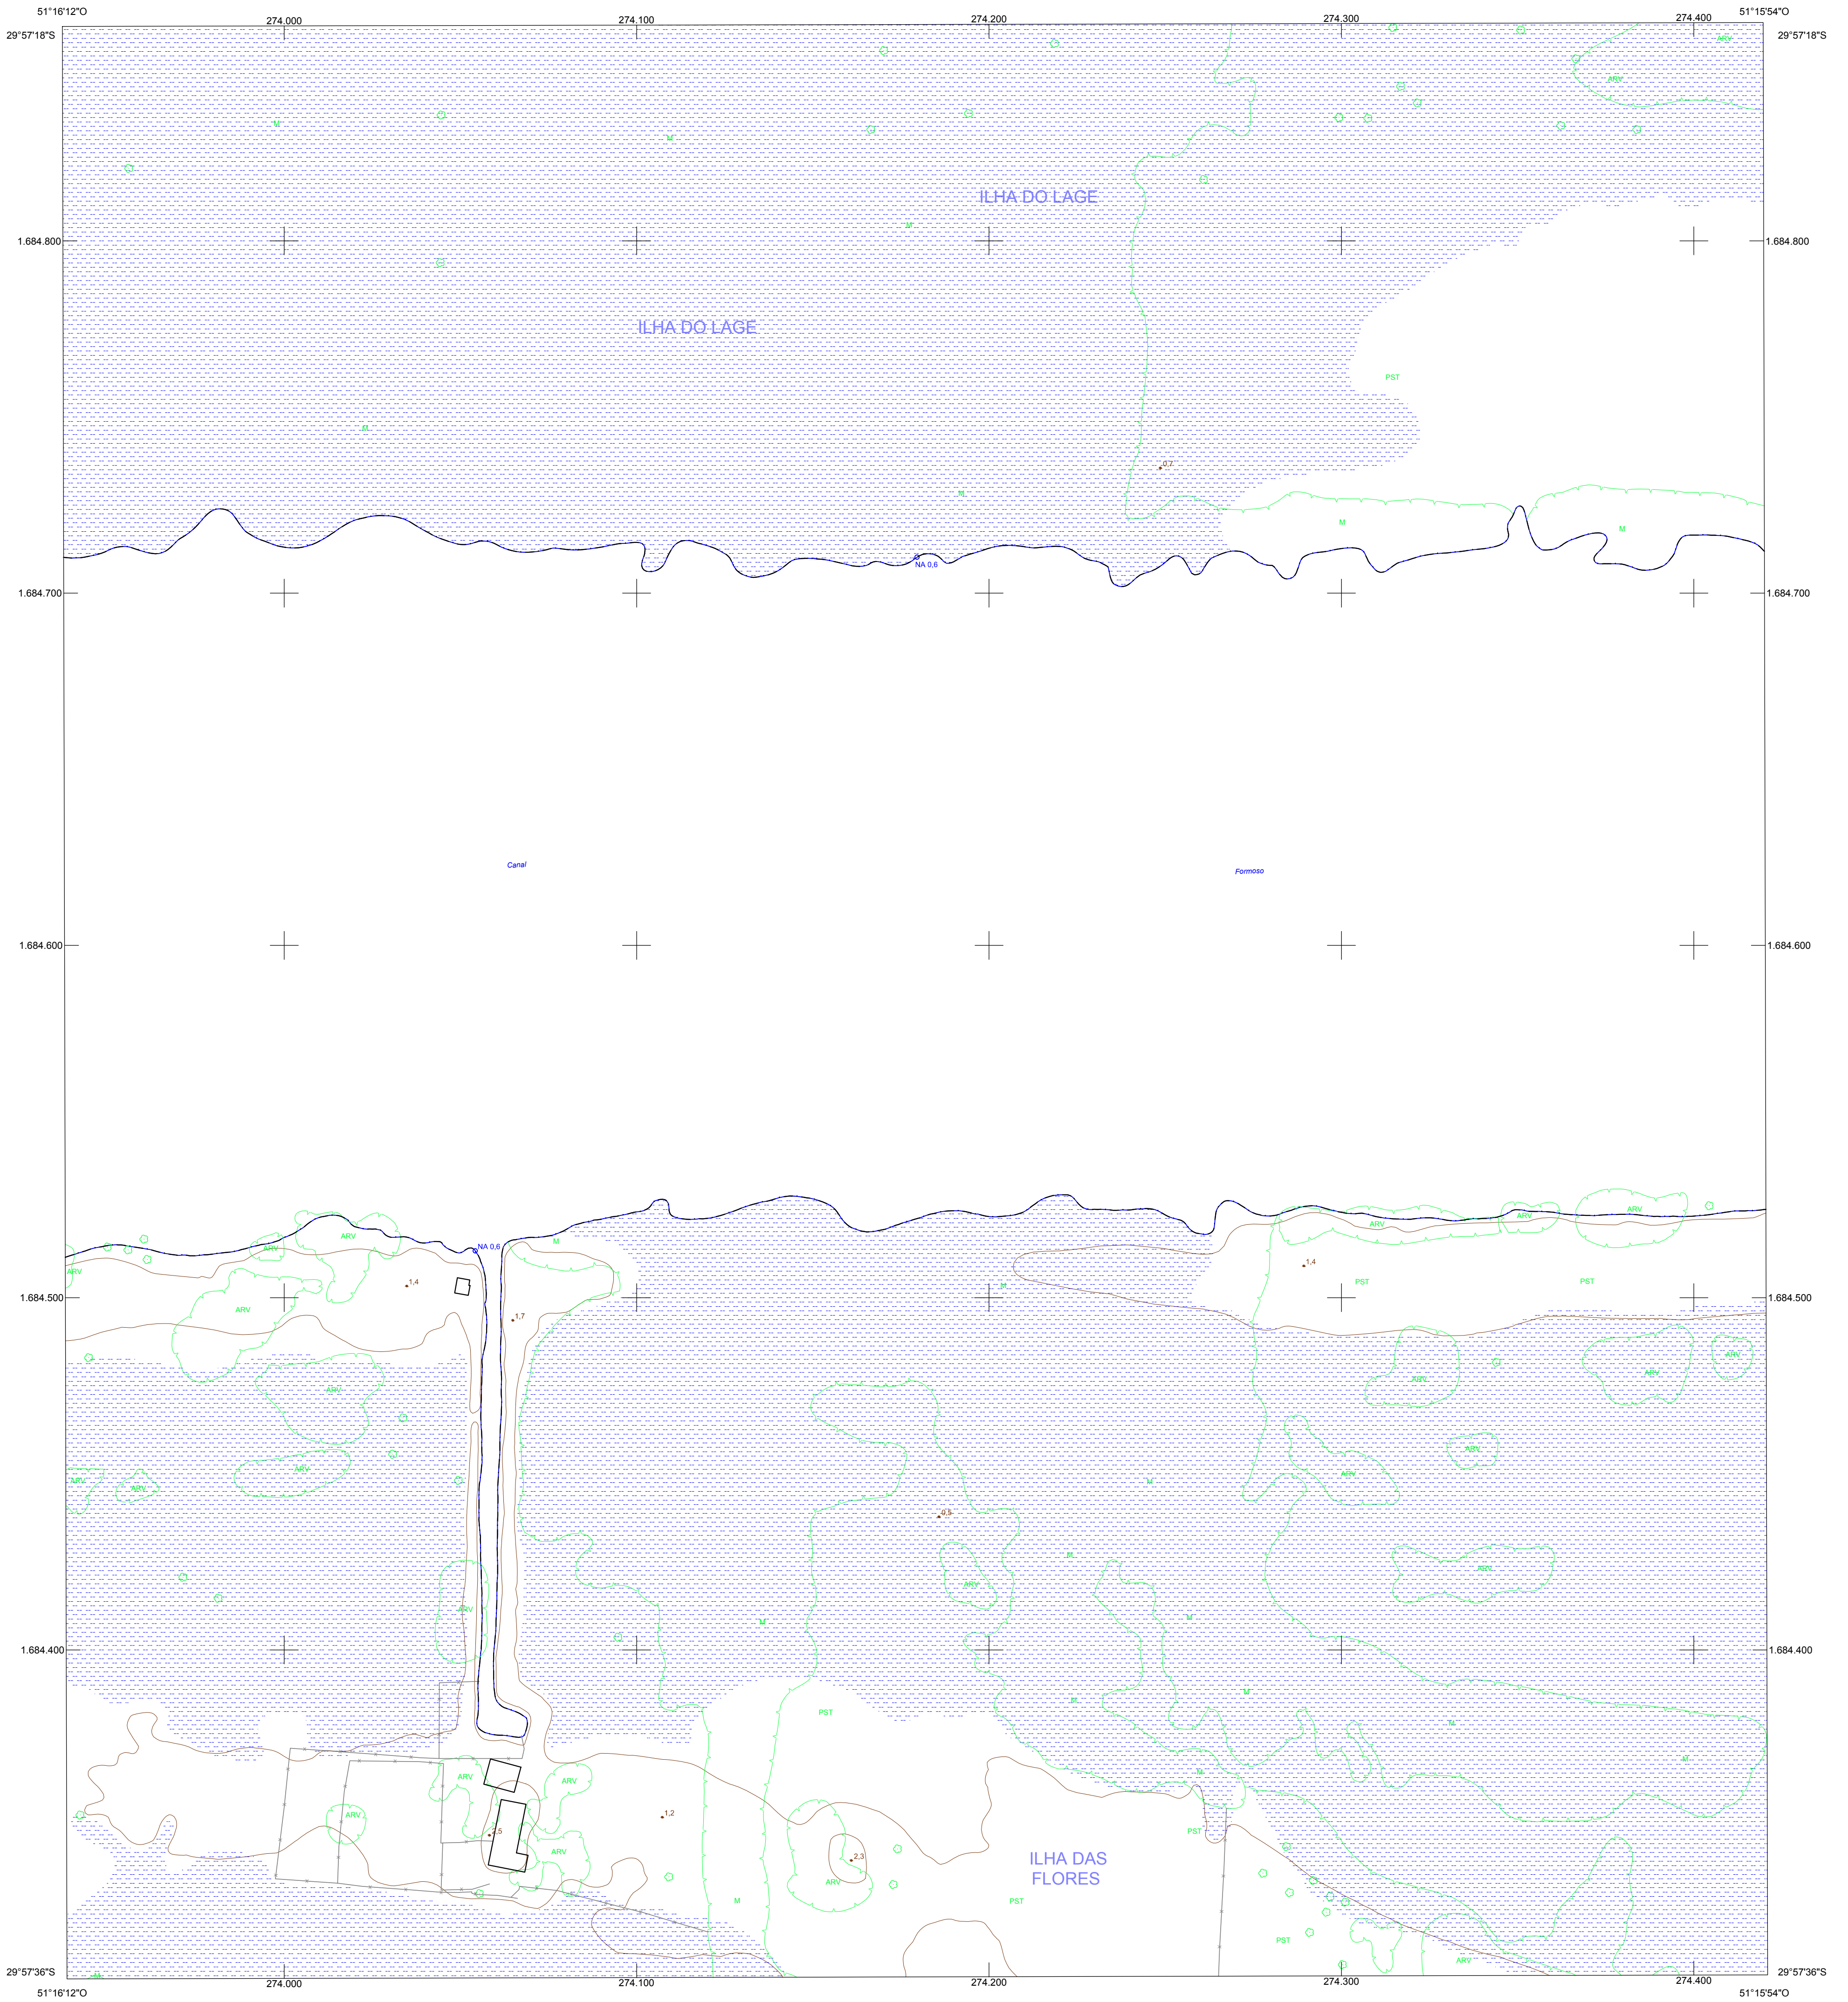 51°16'12"O
274.000
274.100
274.200
274.300
274.400
51°15'54"O
29°57'18"S
29°57'18"S
ARV
ARV
M
M
ILHA DO LAGE
M
1.684.800
1.684.800
ILHA DO LAGE
PST
M
0,7
M
M
M
NA 0,6
1.684.700
1.684.700
Canal
Formoso
1.684.600
1.684.600
ARV
ARV
ARV
ARV
ARV
M
NA 0,6
ARV
1,4
1,4
PST
PST
M
1.684.500
1.684.500
ARV
1,7
ARV
ARV
ARV
ARV
ARV
ARV
ARV
ARV
ARV
M
0,5
M
ARV
ARV
ARV
M
M
1.684.400
1.684.400
M
M
PST
M
M
M
ARV
ARV
ARV
1,2
2,5
PST
ARV
2,3
ILHA DAS
FLORES
ARV
M
PST
PST
ARV
M
29°57'36"S
29°57'36"S
51°16'12"O
274.000
274.100
274.200
274.300
274.400
51°15'54"O